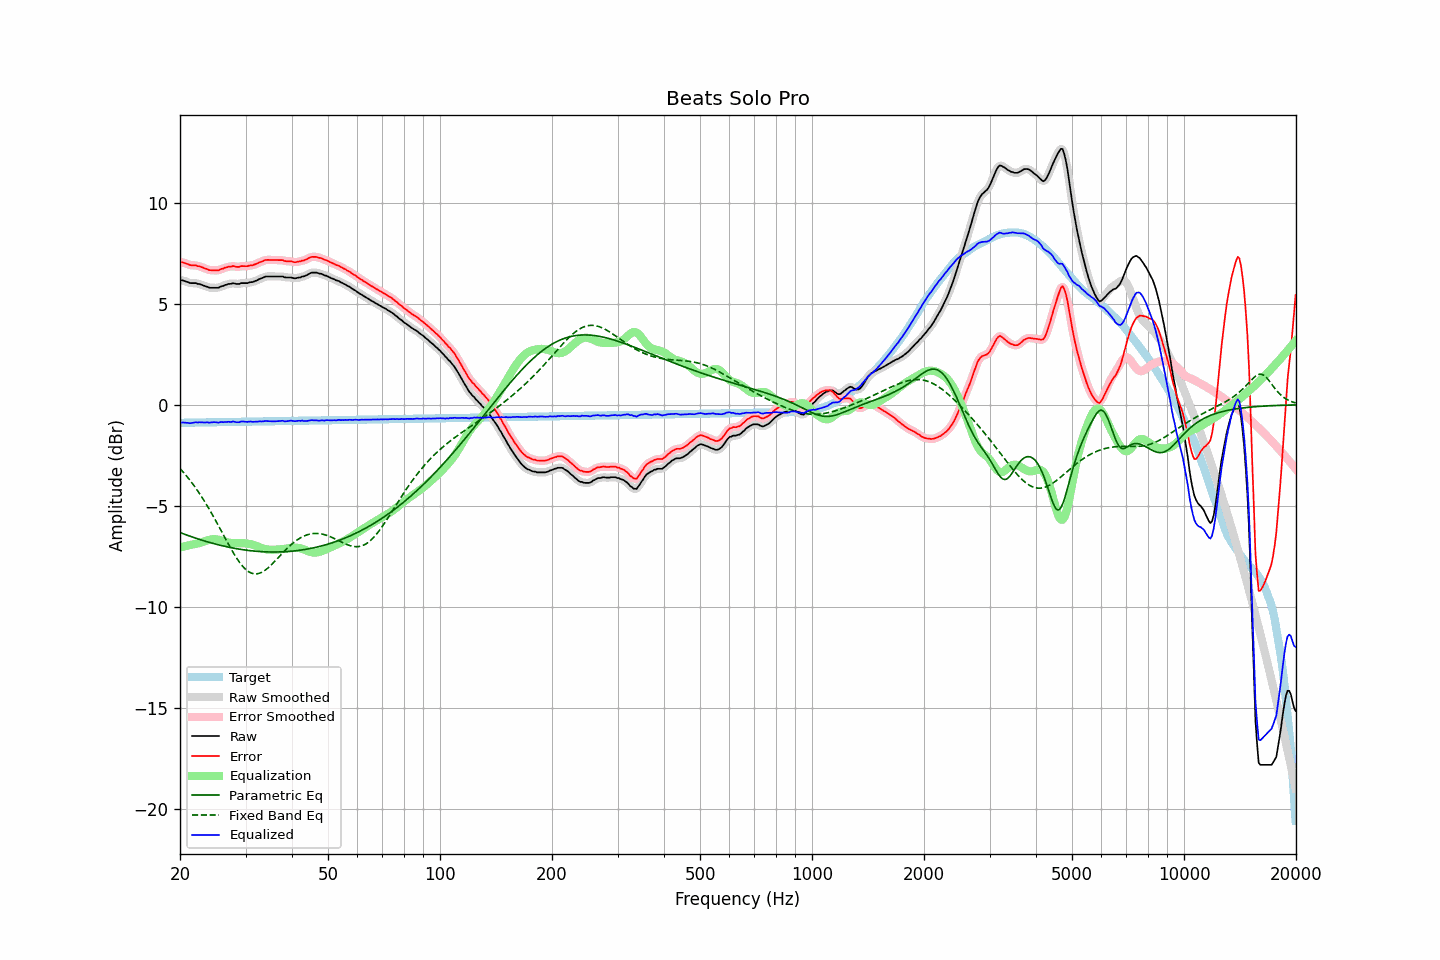 Beats Solo Pro
Amplitude (dBr)
10
5
0
−5
−10
−15
−20
Target
Raw Smoothed
Error Smoothed
Raw
Error
Equalization
Parametric Eq
Fixed Band Eq
Equalized
20 50 100 200 500 1000 2000 5000 10000 20000
Frequency (Hz)